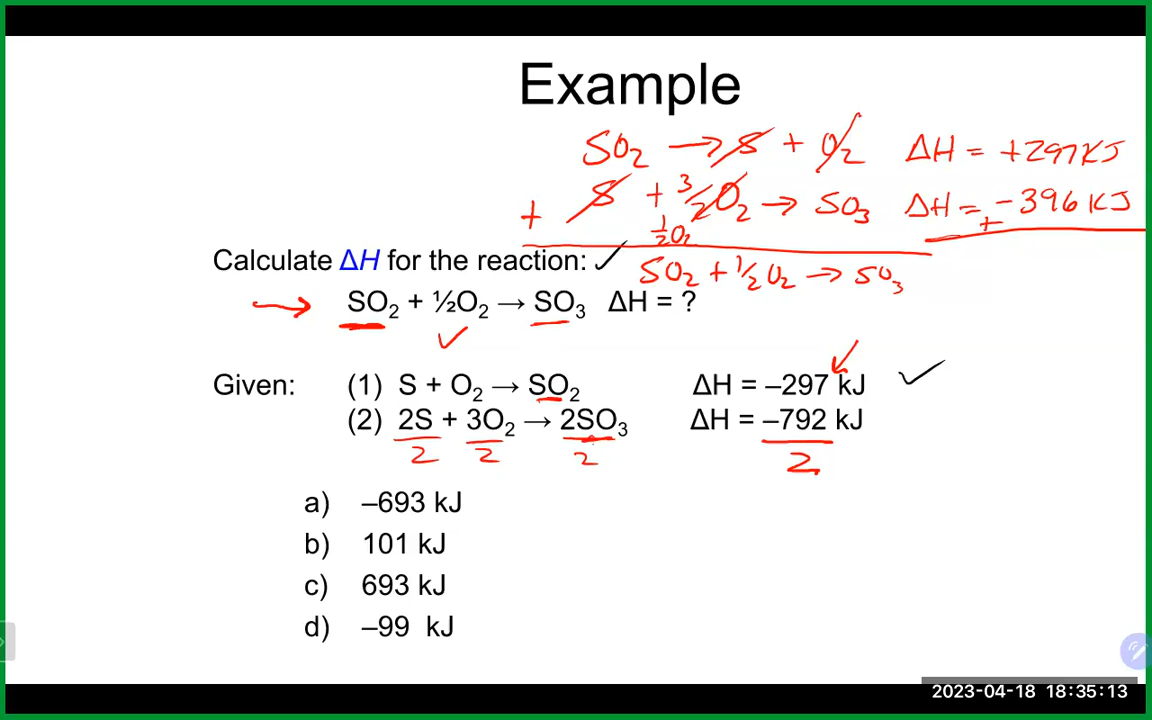 Example
SO₂ → S + O₂ ΔH = +297 KJ
+ S + 3/2 O₂ → SO₃ ΔH = -396 KJ
½O₂ +
Calculate ΔH for the reaction: ✓ SO₂ + ½ O₂ → SO₃
→ SO₂ + ½O₂ → SO₃ ΔH = ?
✓
Given: (1) S + O₂ → SO₂ ΔH = –297 kJ ✓
(2) 2S + 3O₂ → 2SO₃ ΔH = –792 kJ
2 2 2 2
a) –693 kJ
b) 101 kJ
c) 693 kJ
d) –99 kJ
2023-04-18 18:35:13